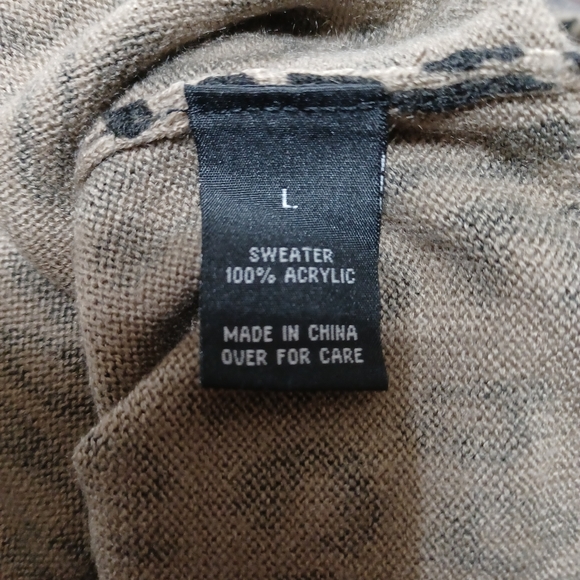 L
SWEATER
100% ACRYLIC
MADE IN CHINA
OVER FOR CARE